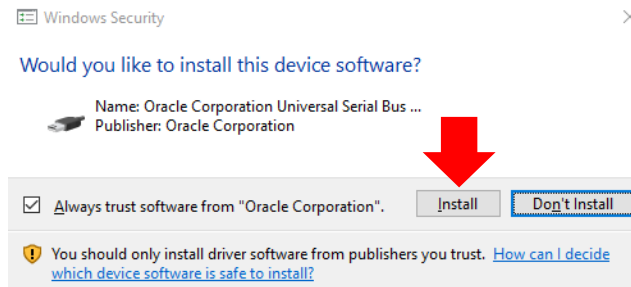 Windows Security
Would you like to install this device software?
Name: Oracle Corporation Universal Serial Bus ...
Publisher: Oracle Corporation
Always trust software from "Oracle Corporation".
Install
Don't Install
You should only install driver software from publishers you trust. How can I decide
which device software is safe to install?